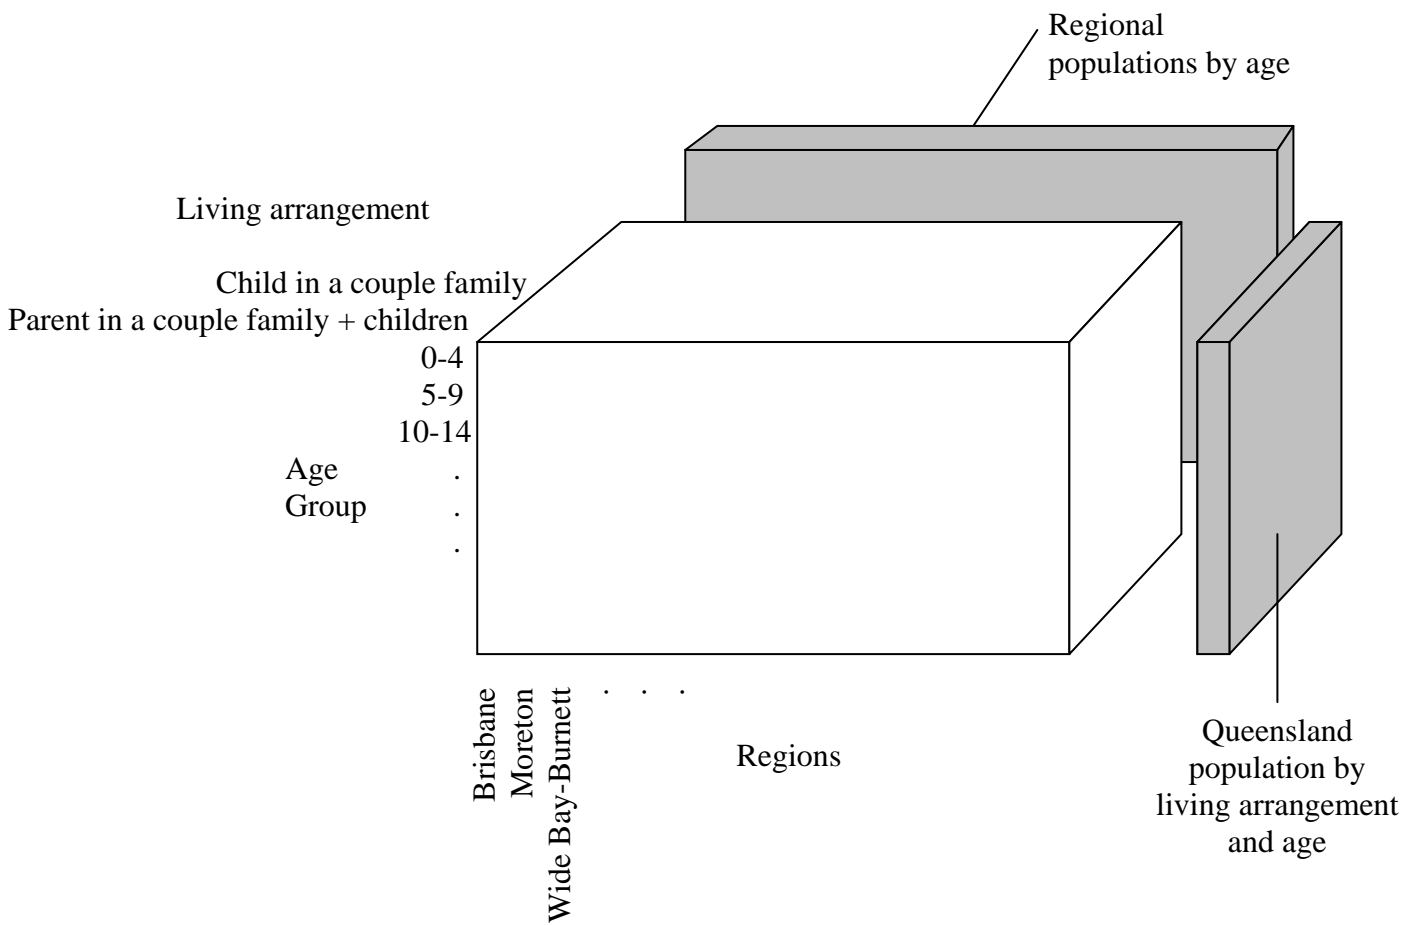 Regional
populations by age
Living arrangement
Child in a couple family
Parent in a couple family + children
0-4
5-9
10-14
Age
Group
.
.
.
. . .
Brisbane
Moreton
Wide Bay-Burnett
Regions
Queensland
population by
living arrangement
and age